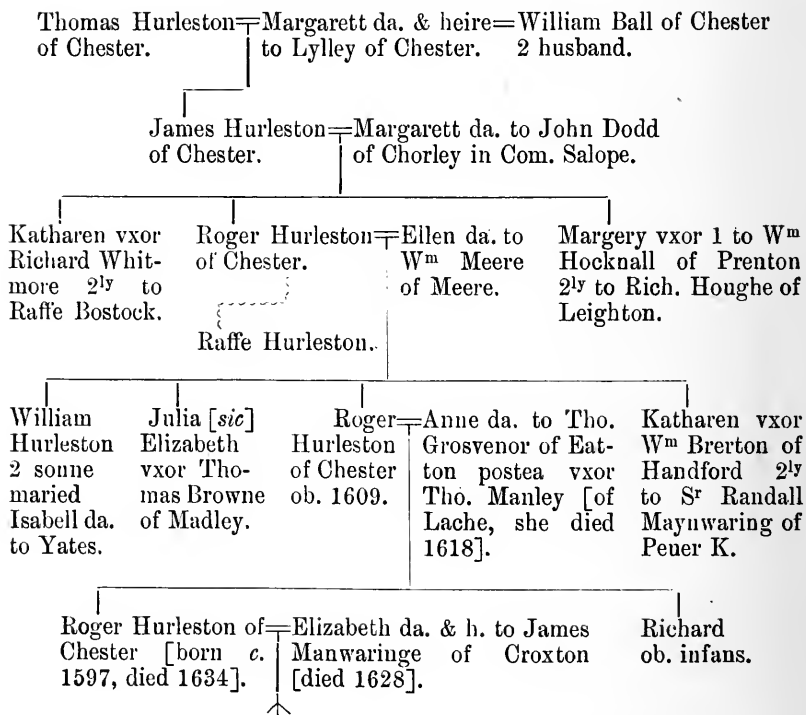 Thomas Hurleston=Margarett da. & heire=William Ball of Chester
of Chester. to Lylley of Chester. 2 husband.
James Hurleston=Margarett da. to John Dodd
of Chester. of Chorley in Com. Salope.
Katharen vxor
Richard Whit-
more 2ly to
Raffe Bostock.
Roger Hurleston=Ellen da. to
of Chester. Wm Meere
of Meere.
Raffe Hurleston.
Margery vxor 1 to Wm
Hocknall of Prenton
2ly to Rich. Houghe of
Leighton.
William
Hurleston
2 sonne
maried
Isabell da.
to Yates.
Julia [sic]
Elizabeth
vxor Tho-
mas Browne
of Madley.
Roger
Hurleston
of Chester
ob. 1609.
=Anne da. to Tho.
Grosvenor of Eat-
ton postea vxor
Tho. Manley [of
Lache, she died
1618].
Katharen vxor
Wm Brerton of
Handford 2ly
to Sr Randall
Maynwaring of
Peuer K.
Roger Hurleston of=Elizabeth da. & h. to James
Chester [born c. Manwaringe of Croxton
1597, died 1634]. [died 1628].
Richard
ob. infans.